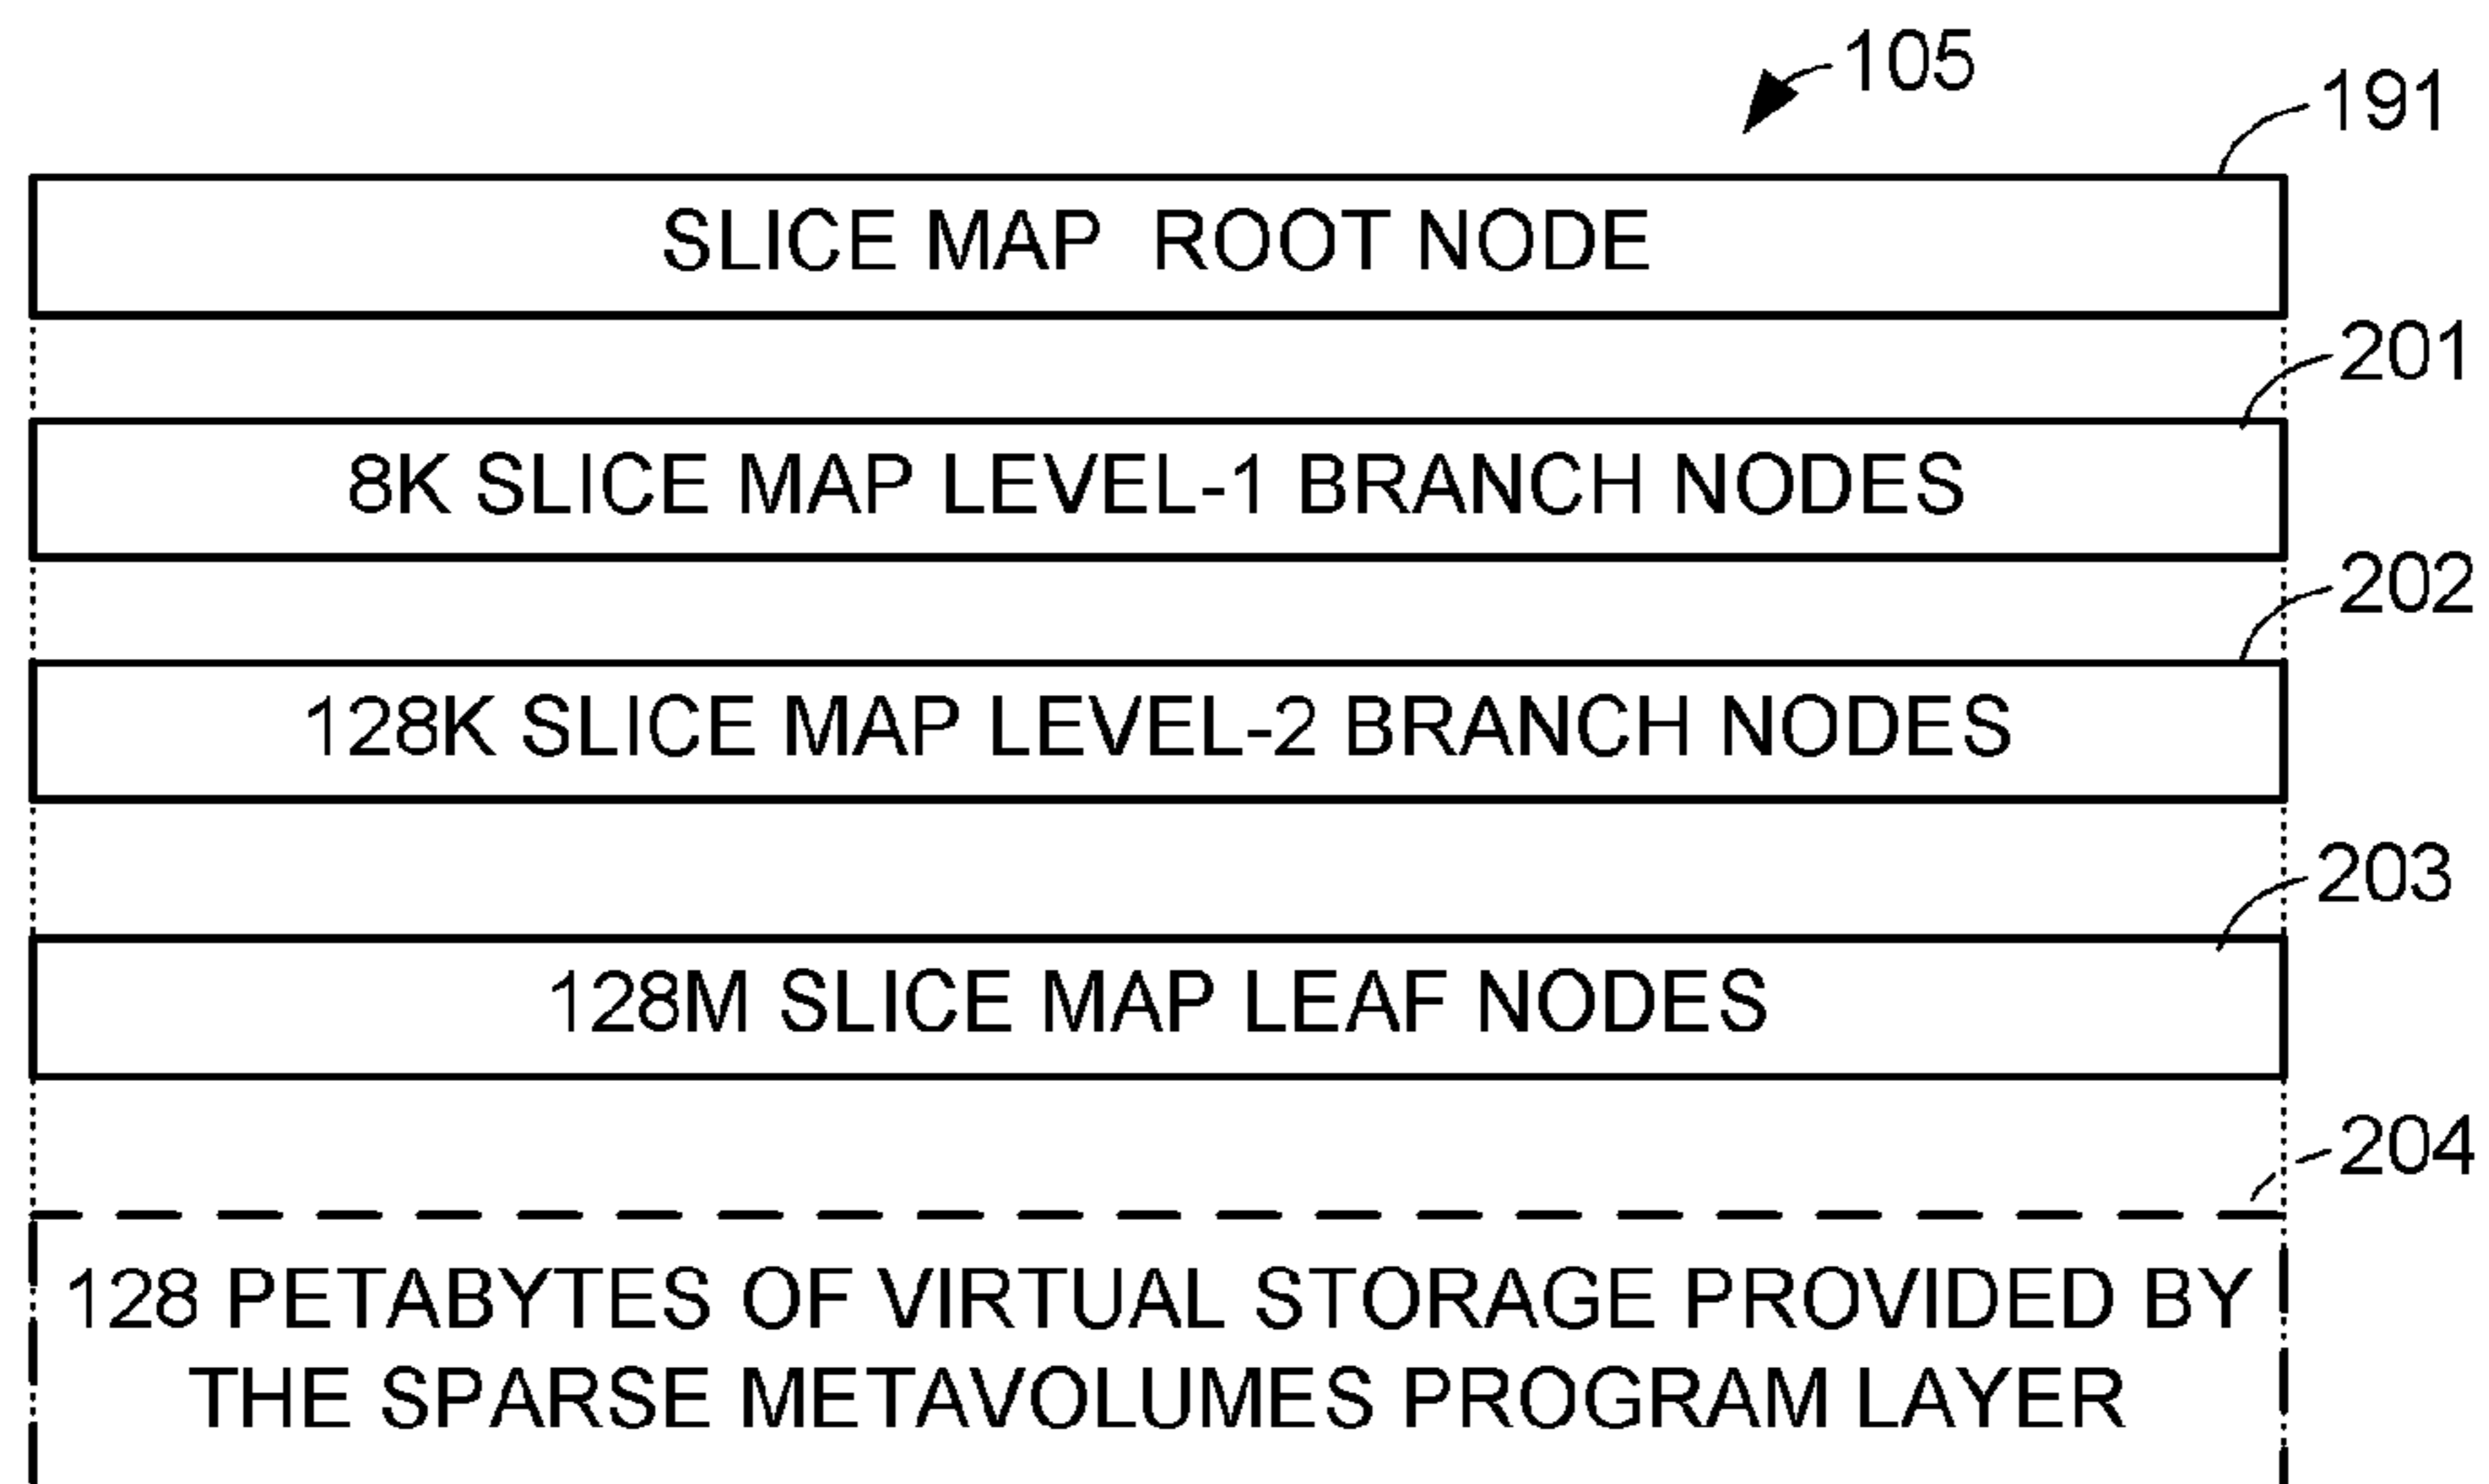 105
191
SLICE MAP ROOT NODE
201
8K SLICE MAP LEVEL-1 BRANCH NODES
202
128K SLICE MAP LEVEL-2 BRANCH NODES
203
128M SLICE MAP LEAF NODES
204
128 PETABYTES OF VIRTUAL STORAGE PROVIDED BY
THE SPARSE METAVOLUMES PROGRAM LAYER